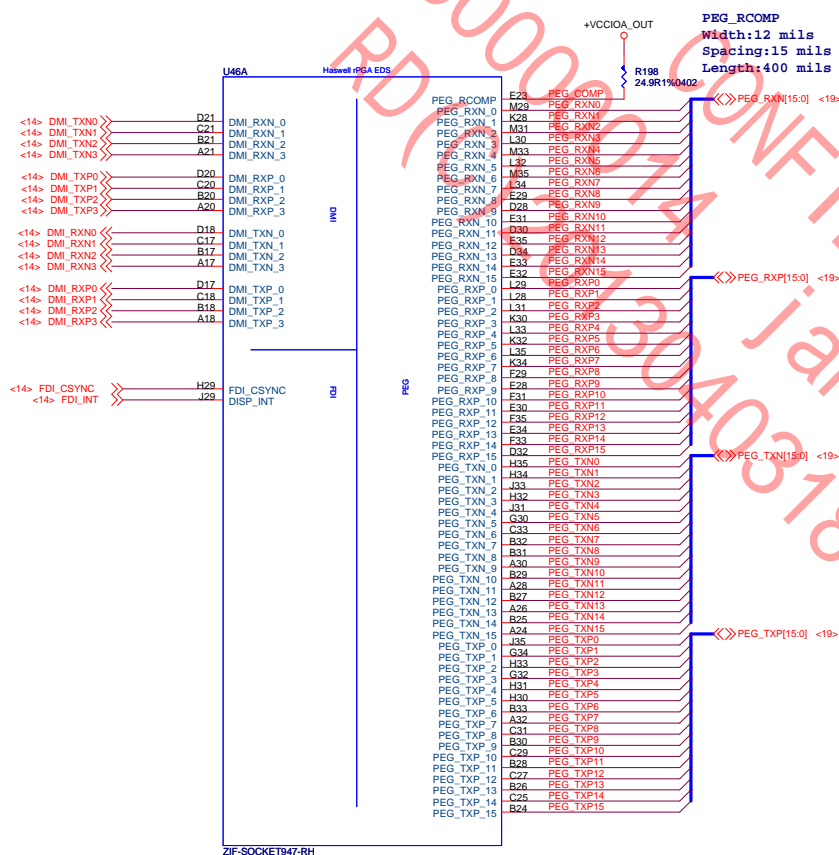 PEG_RCOMP
Width:12 mils
Spacing:15 mils
Length:400 mils
+VCCIOA_OUT
R198
24.9R1%0402
U46A
Haswell rPGA EDS
<14> DMI_TXN0 D21 DMI_RXN_0
<14> DMI_TXN1 C21 DMI_RXN_1
<14> DMI_TXN2 B21 DMI_RXN_2
<14> DMI_TXN3 A21 DMI_RXN_3
<14> DMI_TXP0 D20 DMI_RXP_0
<14> DMI_TXP1 C20 DMI_RXP_1
<14> DMI_TXP2 B20 DMI_RXP_2
<14> DMI_TXP3 A20 DMI_RXP_3
<14> DMI_RXN0 D18 DMI_TXN_0
<14> DMI_RXN1 C17 DMI_TXN_1
<14> DMI_RXN2 B17 DMI_TXN_2
<14> DMI_RXN3 A17 DMI_TXN_3
<14> DMI_RXP0 D17 DMI_TXP_0
<14> DMI_RXP1 C18 DMI_TXP_1
<14> DMI_RXP2 B18 DMI_TXP_2
<14> DMI_RXP3 A18 DMI_TXP_3
<14> FDI_CSYNC H29 FDI_CSYNC
<14> FDI_INT J29 DISP_INT
DMI
FDI
PEG
PEG_RCOMP E23 PEG_COMP
PEG_RXN_0 M29 PEG_RXN0
PEG_RXN_1 K28 PEG_RXN1
PEG_RXN_2 M31 PEG_RXN2
PEG_RXN_3 L30 PEG_RXN3
PEG_RXN_4 M33 PEG_RXN4
PEG_RXN_5 L32 PEG_RXN5
PEG_RXN_6 M35 PEG_RXN6
PEG_RXN_7 L34 PEG_RXN7
PEG_RXN_8 E29 PEG_RXN8
PEG_RXN_9 D28 PEG_RXN9
PEG_RXN_10 E31 PEG_RXN10
PEG_RXN_11 D30 PEG_RXN11
PEG_RXN_12 E35 PEG_RXN12
PEG_RXN_13 D34 PEG_RXN13
PEG_RXN_14 E33 PEG_RXN14
PEG_RXN_15 E32 PEG_RXN15
PEG_RXP_0 L29 PEG_RXP0
PEG_RXP_1 L28 PEG_RXP1
PEG_RXP_2 L31 PEG_RXP2
PEG_RXP_3 K30 PEG_RXP3
PEG_RXP_4 L33 PEG_RXP4
PEG_RXP_5 K32 PEG_RXP5
PEG_RXP_6 L35 PEG_RXP6
PEG_RXP_7 K34 PEG_RXP7
PEG_RXP_8 F29 PEG_RXP8
PEG_RXP_9 E28 PEG_RXP9
PEG_RXP_10 F31 PEG_RXP10
PEG_RXP_11 E30 PEG_RXP11
PEG_RXP_12 F35 PEG_RXP12
PEG_RXP_13 E34 PEG_RXP13
PEG_RXP_14 F33 PEG_RXP14
PEG_RXP_15 D32 PEG_RXP15
PEG_TXN_0 H35 PEG_TXN0
PEG_TXN_1 H34 PEG_TXN1
PEG_TXN_2 J33 PEG_TXN2
PEG_TXN_3 H32 PEG_TXN3
PEG_TXN_4 J31 PEG_TXN4
PEG_TXN_5 G30 PEG_TXN5
PEG_TXN_6 C33 PEG_TXN6
PEG_TXN_7 B32 PEG_TXN7
PEG_TXN_8 B31 PEG_TXN8
PEG_TXN_9 A30 PEG_TXN9
PEG_TXN_10 B29 PEG_TXN10
PEG_TXN_11 A28 PEG_TXN11
PEG_TXN_12 B27 PEG_TXN12
PEG_TXN_13 A26 PEG_TXN13
PEG_TXN_14 B25 PEG_TXN14
PEG_TXN_15 A24 PEG_TXN15
PEG_TXP_0 J35 PEG_TXP0
PEG_TXP_1 G34 PEG_TXP1
PEG_TXP_2 H33 PEG_TXP2
PEG_TXP_3 G32 PEG_TXP3
PEG_TXP_4 H31 PEG_TXP4
PEG_TXP_5 H30 PEG_TXP5
PEG_TXP_6 B33 PEG_TXP6
PEG_TXP_7 A32 PEG_TXP7
PEG_TXP_8 C31 PEG_TXP8
PEG_TXP_9 B30 PEG_TXP9
PEG_TXP_10 C29 PEG_TXP10
PEG_TXP_11 B28 PEG_TXP11
PEG_TXP_12 C27 PEG_TXP12
PEG_TXP_13 B26 PEG_TXP13
PEG_TXP_14 C25 PEG_TXP14
PEG_TXP_15 B24 PEG_TXP15
PEG_RXN[15:0] <19>
PEG_RXP[15:0] <19>
PEG_TXN[15:0] <19>
PEG_TXP[15:0] <19>
ZIF-SOCKET947-RH